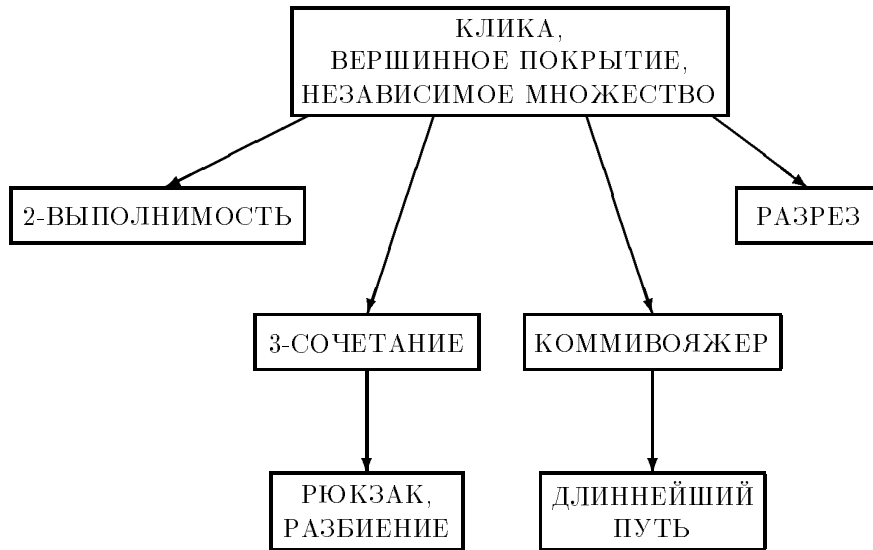 КЛИКА,
ВЕРШИННОЕ ПОКРЫТИЕ,
НЕЗАВИСИМОЕ МНОЖЕСТВО
2-ВЫПОЛНИМОСТЬ
РАЗРЕЗ
3-СОЧЕТАНИЕ
КОММИВОЯЖЕР
РЮКЗАК,
РАЗБИЕНИЕ
ДЛИННЕЙШИЙ
ПУТЬ